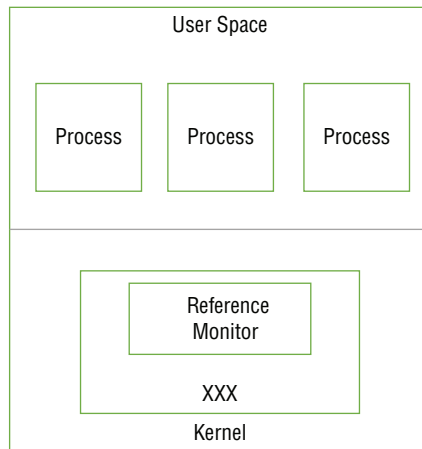 User Space
Process Process Process
Reference
Monitor
XXX
Kernel